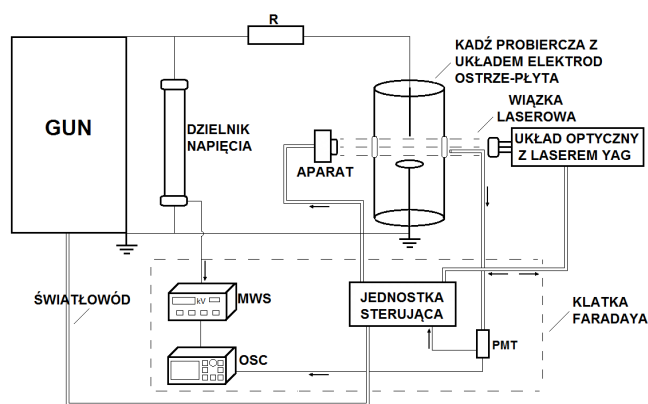 R
KADŹ PROBIERCZA Z
UKŁADEM ELEKTROD
OSTRZE-PŁYTA
WIĄZKA
LASEROWA
GUN
DZIELNIK
NAPIĘCIA
APARAT
UKŁAD OPTYCZNY
Z LASEREM YAG
ŚWIATŁOWÓD
kV
MWS
JEDNOSTKA
STERUJĄCA
KLATKA
FARADAYA
OSC
PMT